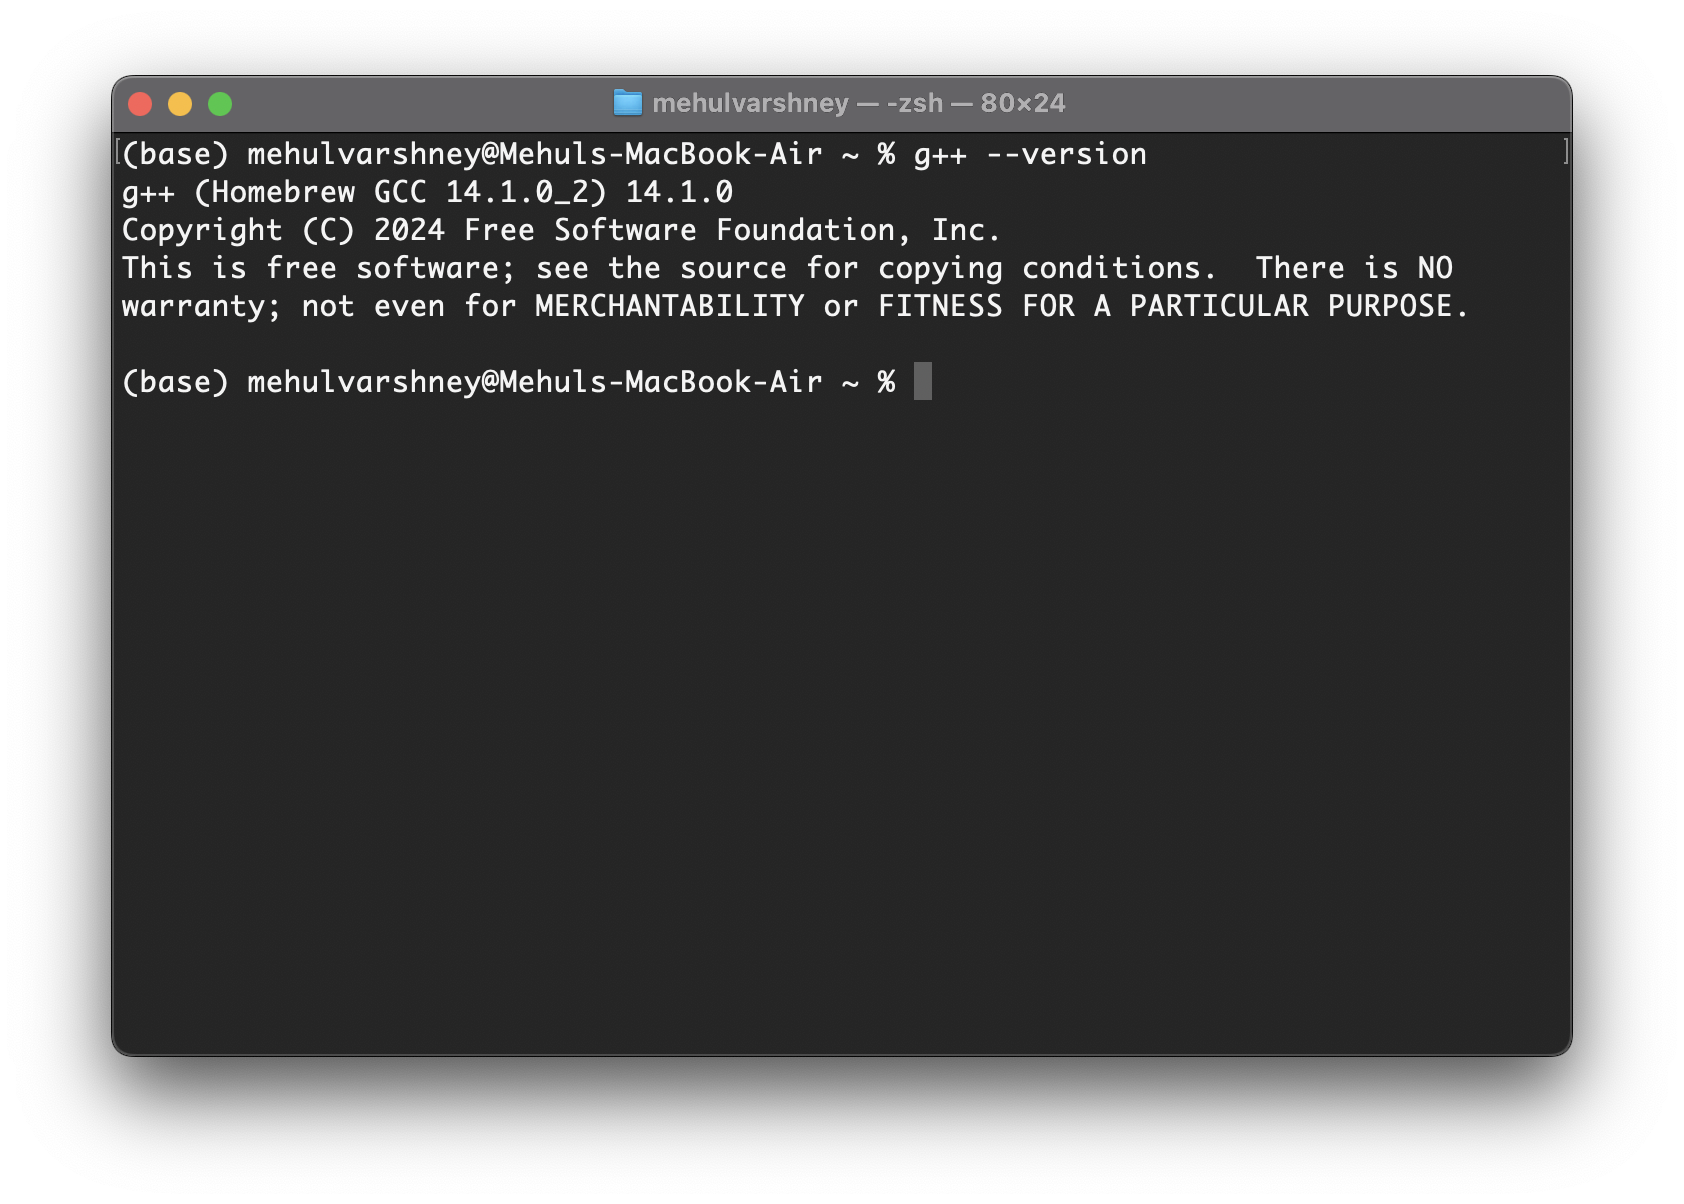 mehulvarshney — -zsh — 80×24
[(base) mehulvarshney@Mehuls-MacBook-Air ~ % g++ --version ]
g++ (Homebrew GCC 14.1.0_2) 14.1.0
Copyright (C) 2024 Free Software Foundation, Inc.
This is free software; see the source for copying conditions.  There is NO
warranty; not even for MERCHANTABILITY or FITNESS FOR A PARTICULAR PURPOSE.
(base) mehulvarshney@Mehuls-MacBook-Air ~ %